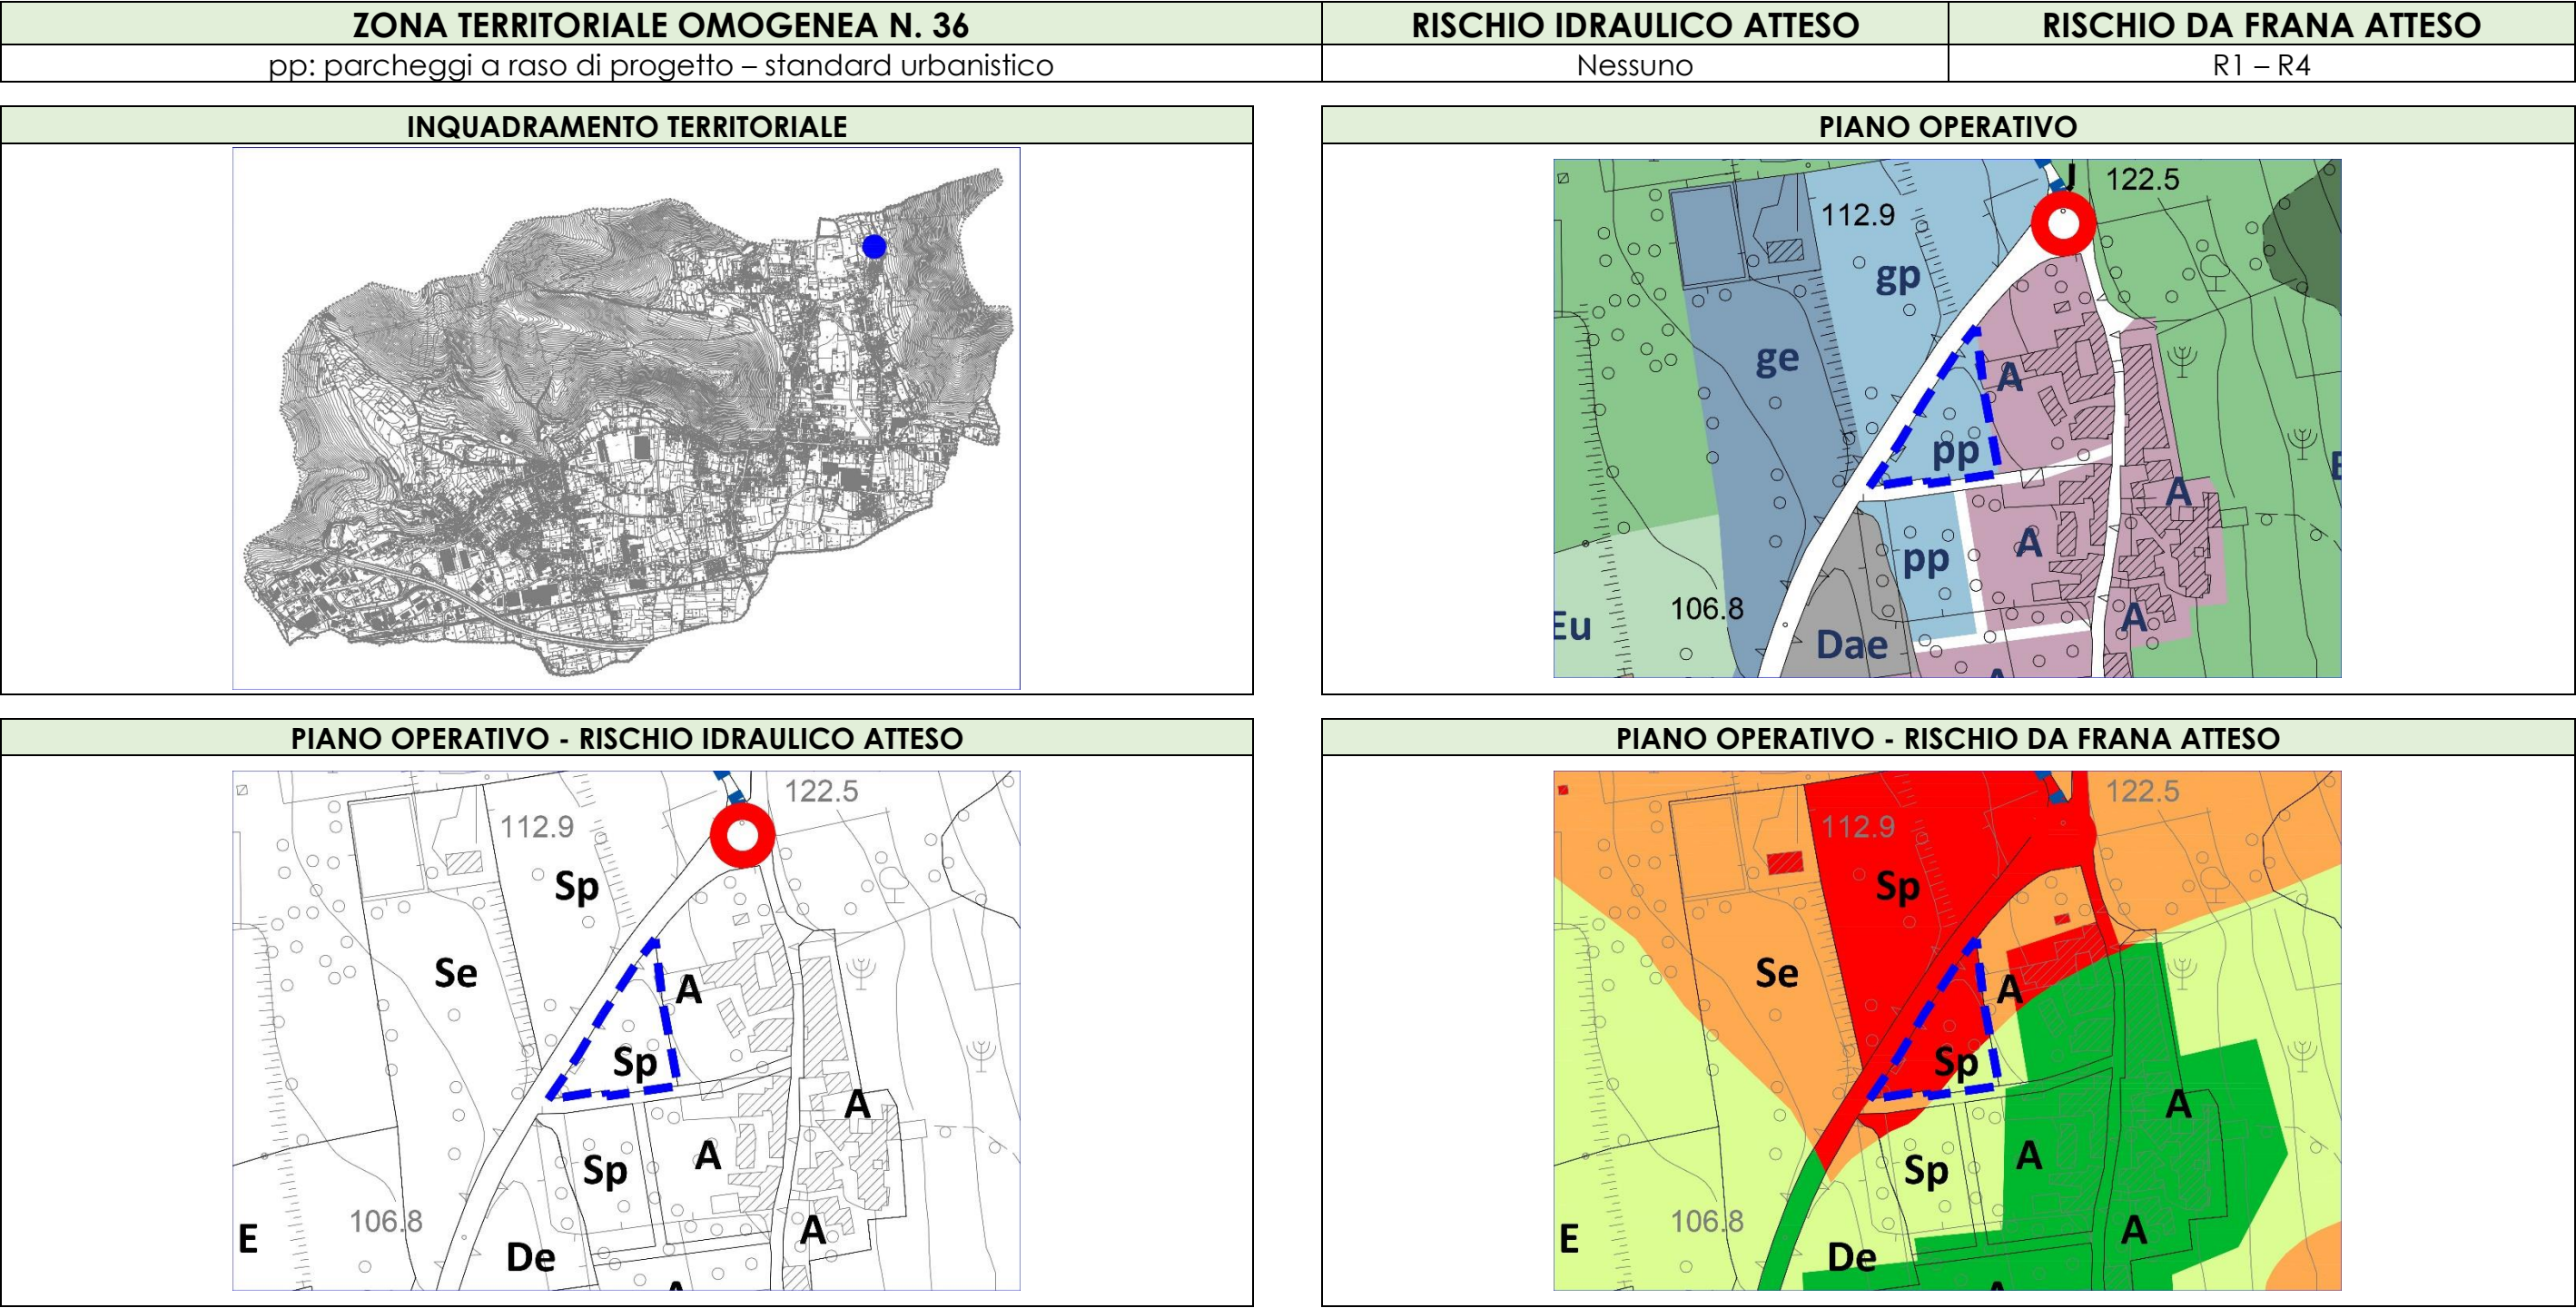 ZONA TERRITORIALE OMOGENEA N. 36
RISCHIO IDRAULICO ATTESO
RISCHIO DA FRANA ATTESO
pp: parcheggi a raso di progetto – standard urbanistico
Nessuno
R1 – R4
INQUADRAMENTO TERRITORIALE
PIANO OPERATIVO
122.5
112.9
gp
ge
A
pp
A
A
pp
106.8
A
Eu
Dae
PIANO OPERATIVO - RISCHIO IDRAULICO ATTESO
122.5
112.9
Sp
Se
A
Sp
A
Sp
A
106.8
A
E
De
PIANO OPERATIVO - RISCHIO DA FRANA ATTESO
122.5
112.9
Sp
Se
A
Sp
A
Sp
A
106.8
A
E
De